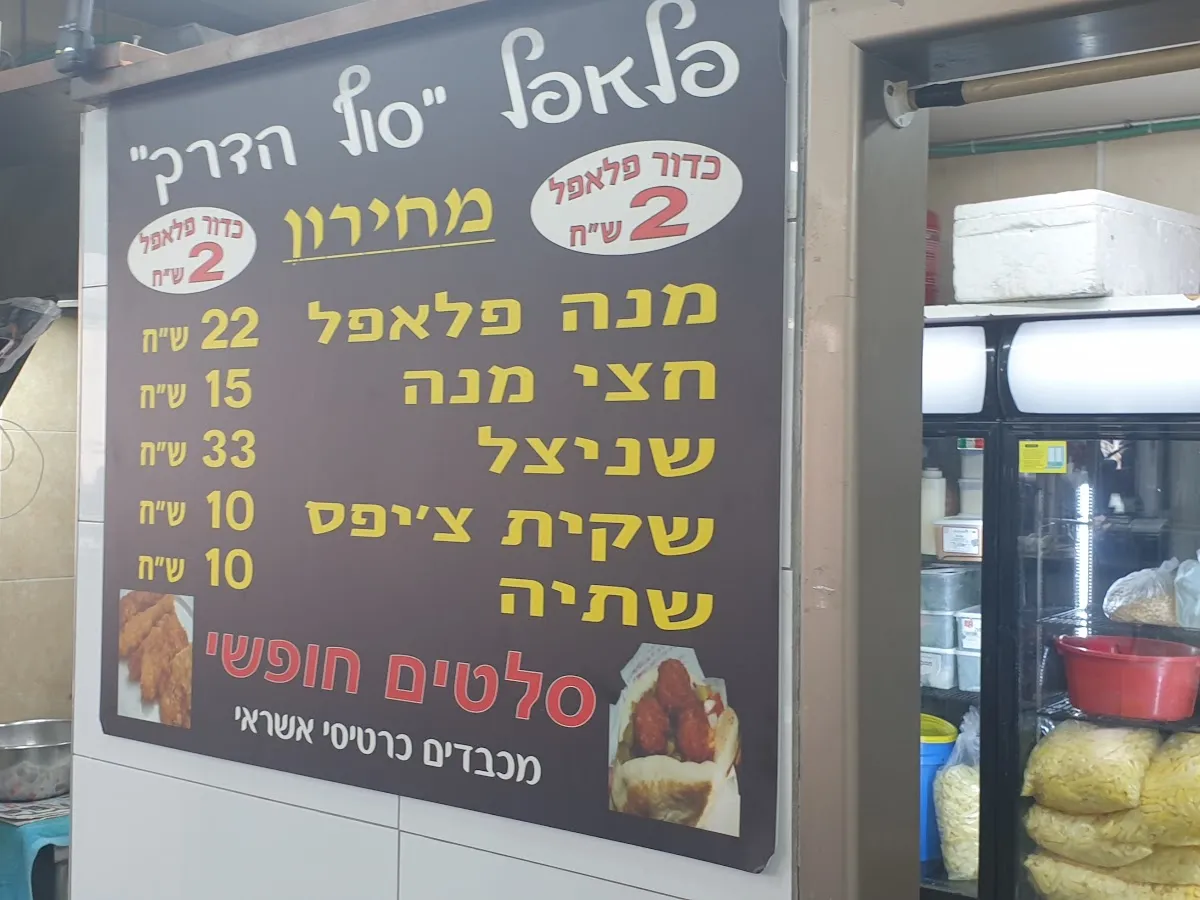 פלאפל "סוף הדרך"
כדור פלאפל
2 ש"ח
מחירון
כדור פלאפל
2 ש"ח
מנה פלאפל 22 ש"ח
חצי מנה 15 ש"ח
שניצל 33 ש"ח
שקית צ'יפס 10 ש"ח
שתיה 10 ש"ח
סלטים חופשי
מכבדים כרטיסי אשראי